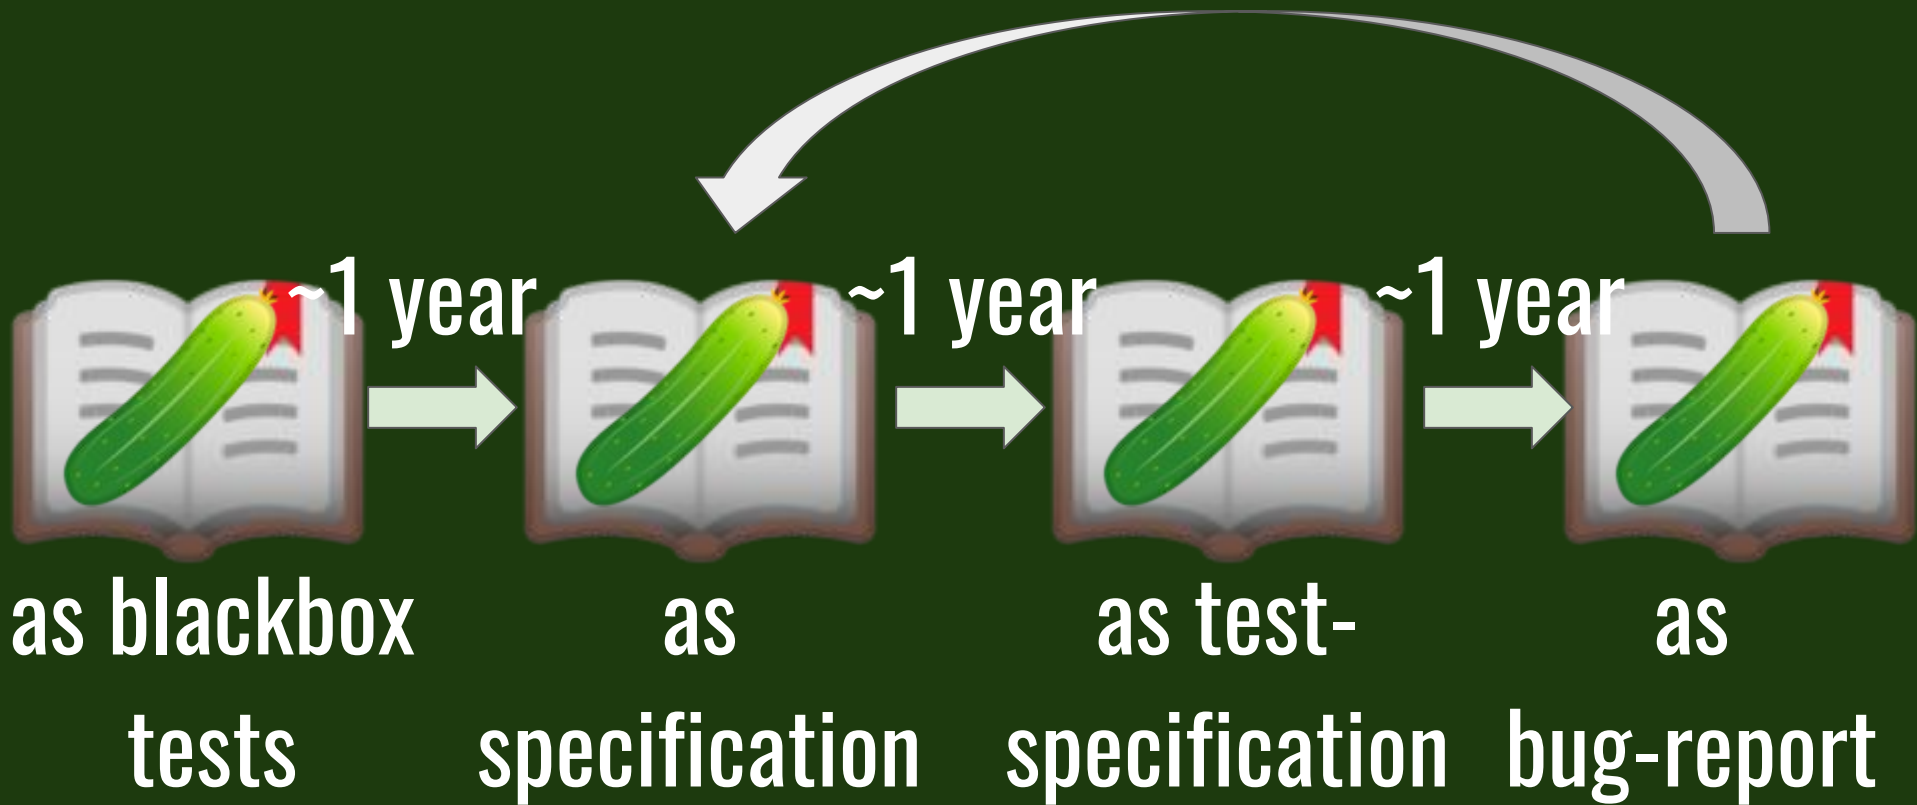 ~1 year
~1 year
~1 year
as blackbox
tests
as
specification
as test-
specification
as
bug-report